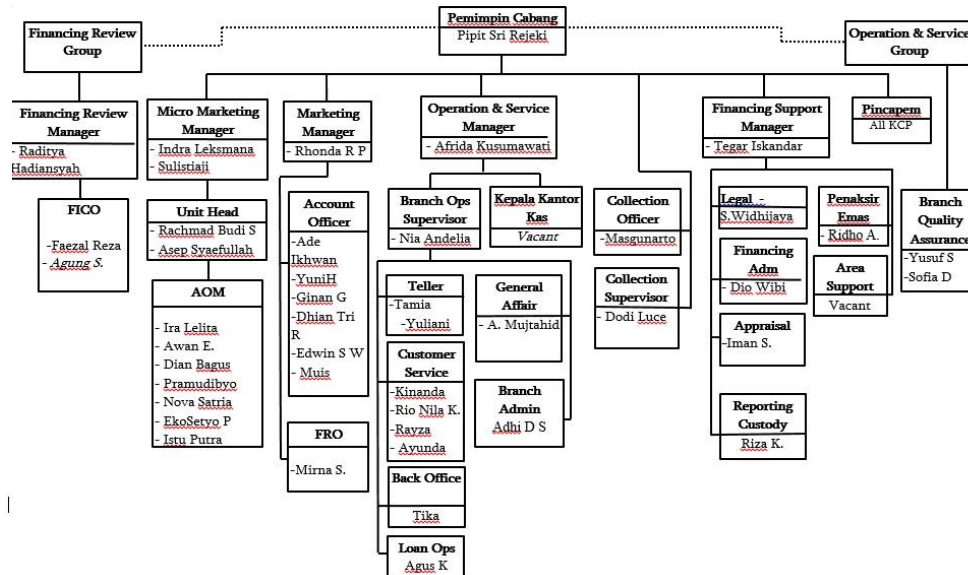 Pemimpin Cabang
Pipit Sri Rejeki
Financing Review
Group
Operation & Service
Group
Financing Review
Manager
- Raditya
Hadiansyah
Micro Marketing
Manager
- Indra Leksmana
- Sulistiaji
Marketing
Manager
- Rhonda R P
Operation & Service
Manager
- Afrida Kusumawati
Financing Support
Manager
- Tegar Iskandar
Pincapem
All KCP
FICO
-Faezal Reza
- Agung S.
Unit Head
- Rachmad Budi S
- Asep Syaefullah
AOM
- Ira Lelita
- Awan E.
- Dian Bagus
- Pramudibyo
- Nova Satria
- EkoSetyo P
- Istu Putra
Account
Officer
-Ade
Ikhwan
-YuniH
-Ginan G
-Dhian Tri
R
-Edwin S W
- Muis
FRO
-Mirna S.
Branch Ops
Supervisor
- Nia Andelia
Kepala Kantor
Kas
Vacant
Teller
-Tamia
-Yuliani
Customer
Service
-Kinanda
-Rio Nila K.
-Rayza
- Ayunda
Back Office
Tika
Loan Ops
Agus K
General
Affair
- A. Mujtahid
Branch
Admin
Adhi D S
Collection
Officer
-Masgunarto
Collection
Supervisor
- Dodi Luce
Legal -
S.Widhijaya
Financing
Adm
- Dio Wibi
Appraisal
-Iman S.
Reporting
Custody
Riza K.
Penaksir
Emas
- Ridho A.
Area
Support
Vacant
Branch
Quality
Assurance
-Yusuf S
-Sofia D